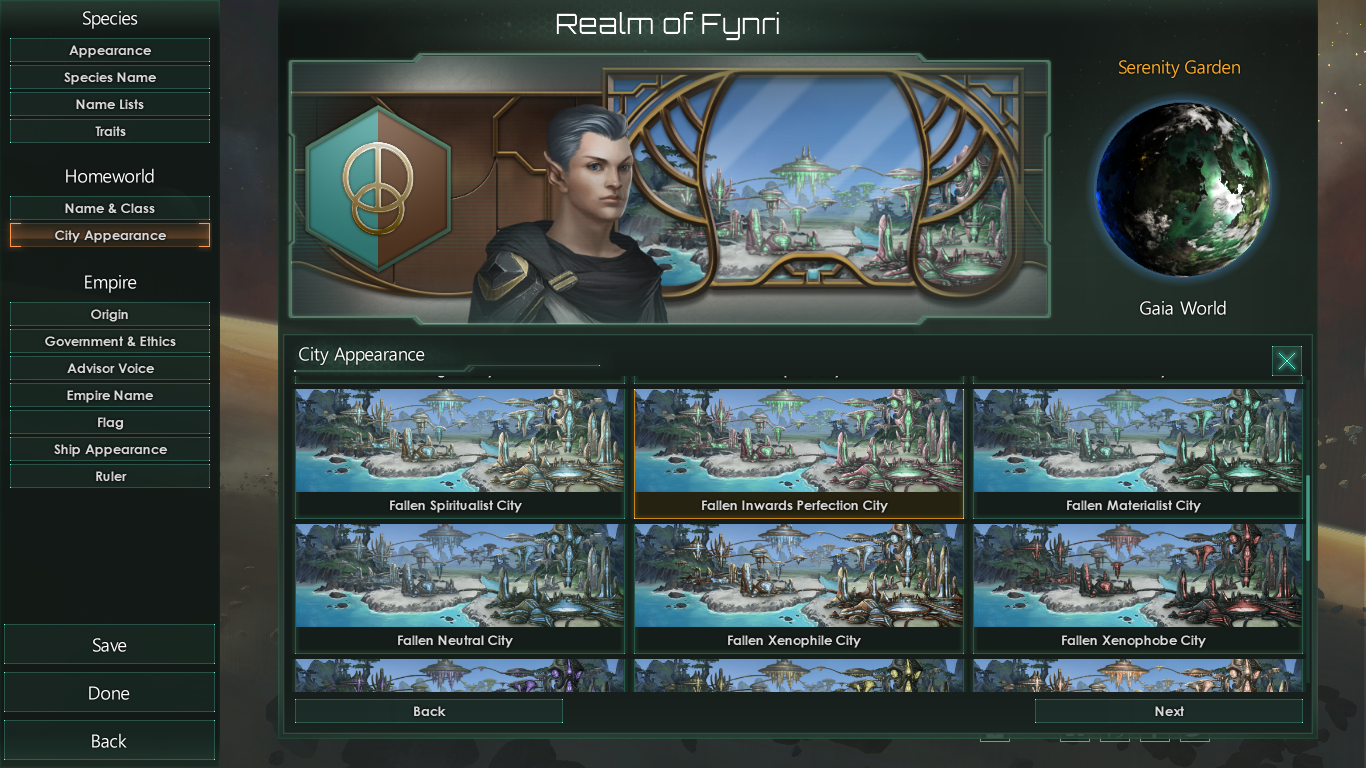 Species
Appearance
Species Name
Name Lists
Traits
Homeworld
Name & Class
City Appearance
Empire
Origin
Government & Ethics
Advisor Voice
Empire Name
Flag
Ship Appearance
Ruler
Save
Done
Back
Realm of Fynri
Serenity Garden
Gaia World
City Appearance
Fallen Spiritualist City
Fallen Inwards Perfection City
Fallen Materialist City
Fallen Neutral City
Fallen Xenophile City
Fallen Xenophobe City
Back
Next